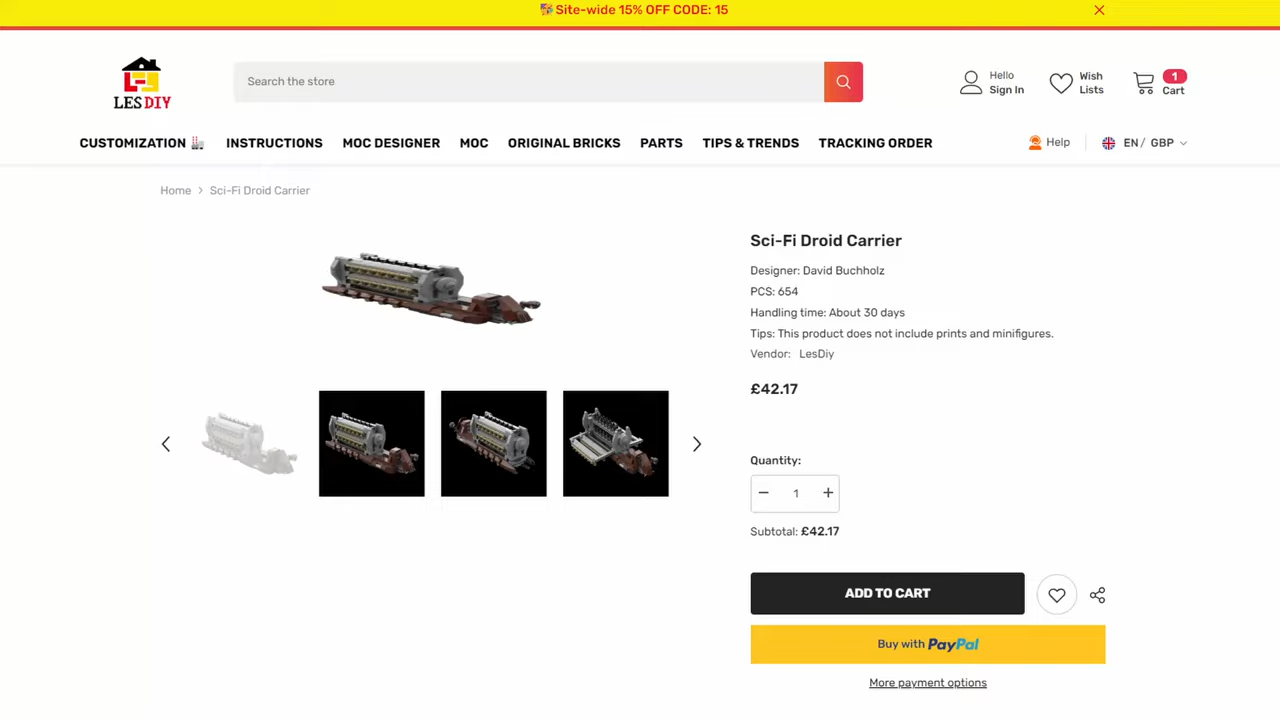 Site-wide 15% OFF CODE: 15
LESDIY
Search the store
Hello
Sign In
Wish
Lists
1
Cart
CUSTOMIZATION INSTRUCTIONS MOC DESIGNER MOC ORIGINAL BRICKS PARTS TIPS & TRENDS TRACKING ORDER
Help
EN / GBP
Home > Sci-Fi Droid Carrier
Sci-Fi Droid Carrier
Designer: David Buchholz
PCS: 654
Handling time: About 30 days
Tips: This product does not include prints and minifigures.
Vendor: LesDiy
£42.17
Quantity:
− 1 +
Subtotal: £42.17
ADD TO CART
Buy with PayPal
More payment options